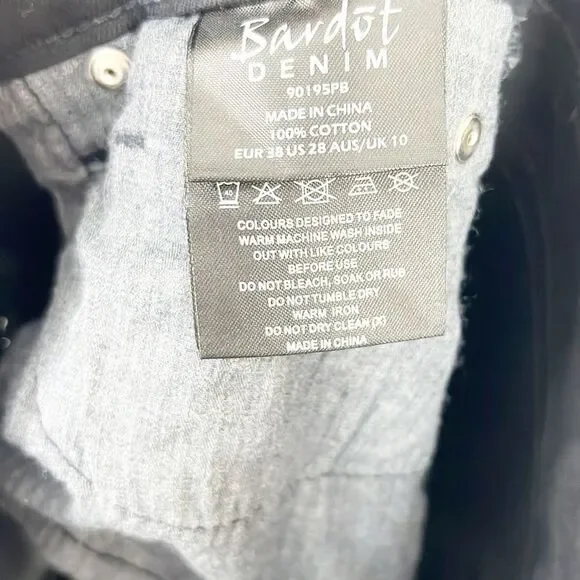 Bardot
DENIM
90195PB
MADE IN CHINA
100% COTTON
EUR 38 US 28 AUS/UK 10
40
COLOURS DESIGNED TO FADE
WARM MACHINE WASH INSIDE
OUT WITH LIKE COLOURS
BEFORE USE
DO NOT BLEACH, SOAK OR RUB
DO NOT TUMBLE DRY
WARM IRON
DO NOT DRY CLEAN (X)
MADE IN CHINA